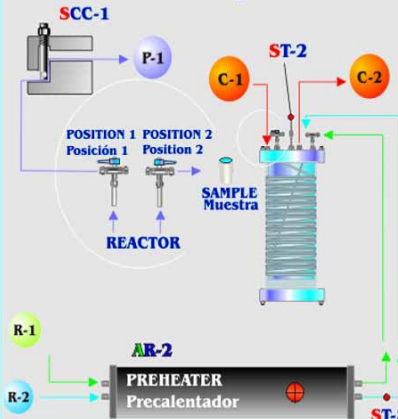 SCC-1
P-1
ST-2
C-1
C-2
POSITION 1
Posición 1
POSITION 2
Position 2
SAMPLE
Muestra
REACTOR
R-1
AR-2
R-2
PREHEATER
Precalentador